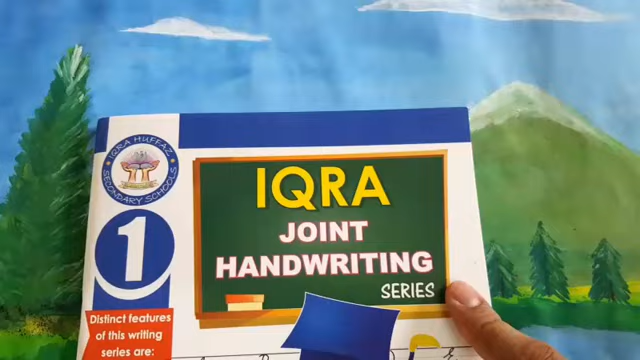 IQRA HUFFAZ
SECONDARY SCHOOLS
1
IQRA
JOINT
HANDWRITING
SERIES
Distinct features
of this writing
series are: